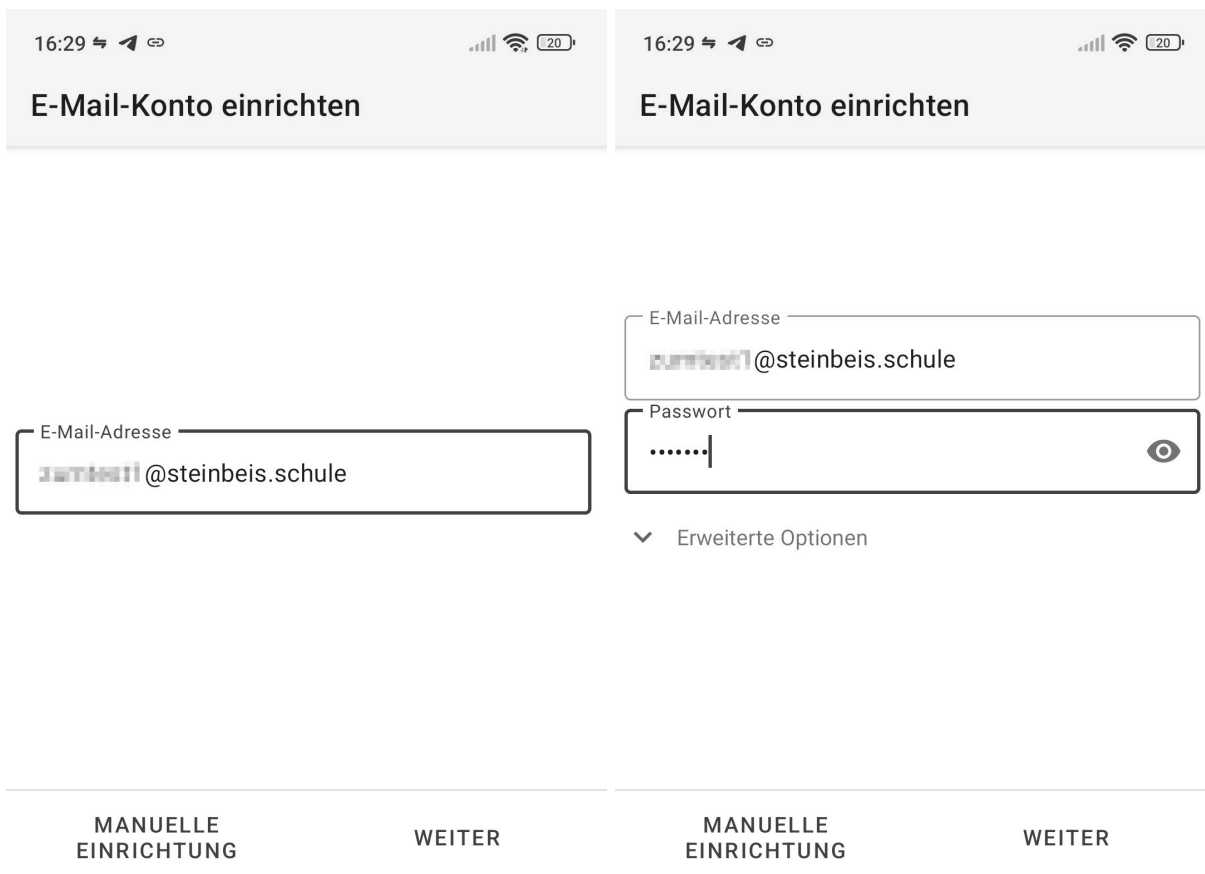 16:29
20
E-Mail-Konto einrichten
E-Mail-Adresse
@steinbeis.schule
MANUELLE
EINRICHTUNG
WEITER
16:29
20
E-Mail-Konto einrichten
E-Mail-Adresse
@steinbeis.schule
Passwort
•••••••
Erweiterte Optionen
MANUELLE
EINRICHTUNG
WEITER